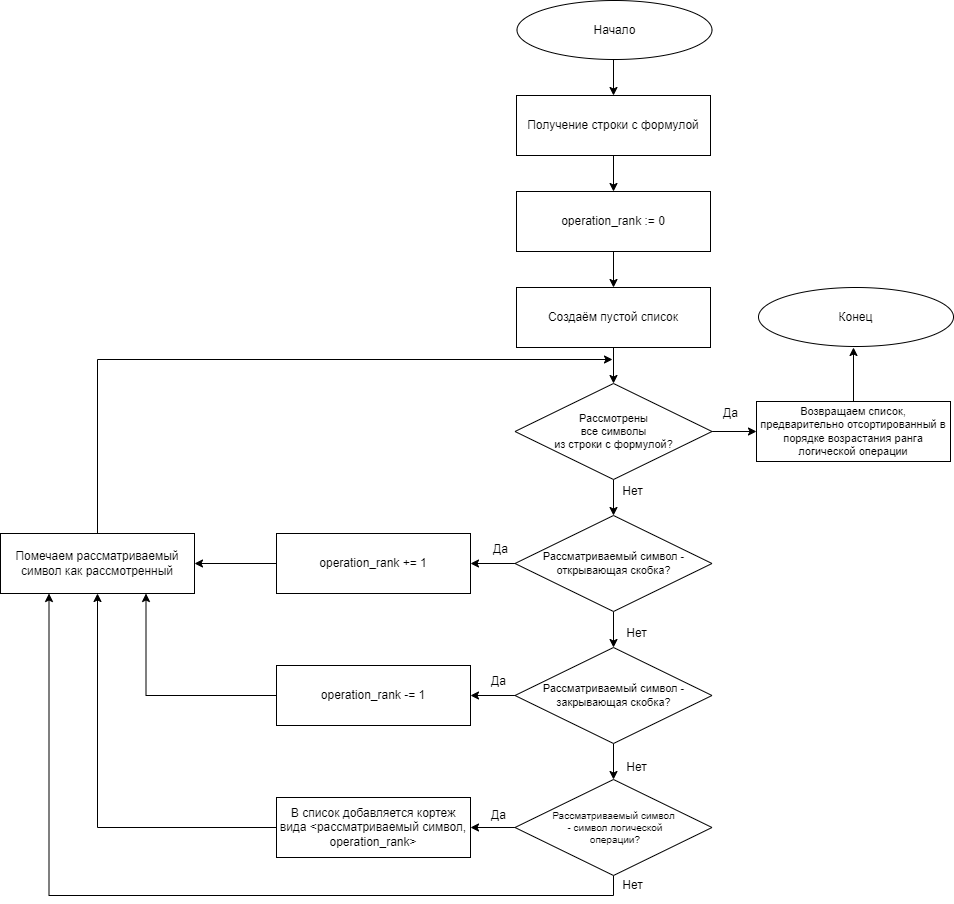 Начало
Получение строки с формулой
operation_rank := 0
Создаём пустой список
Конец
Рассмотрены
все символы
из строки с формулой?
Да
Возвращаем список,
предварительно отсортированный в
порядке возрастания ранга
логической операции
Нет
Помечаем рассматриваемый
символ как рассмотренный
operation_rank += 1
Да
Рассматриваемый символ -
открывающая скобка?
Нет
operation_rank -= 1
Да
Рассматриваемый символ -
закрывающая скобка?
Нет
В список добавляется кортеж
вида <рассматриваемый символ,
operation_rank>
Да
Рассматриваемый символ
- символ логической
операции?
Нет